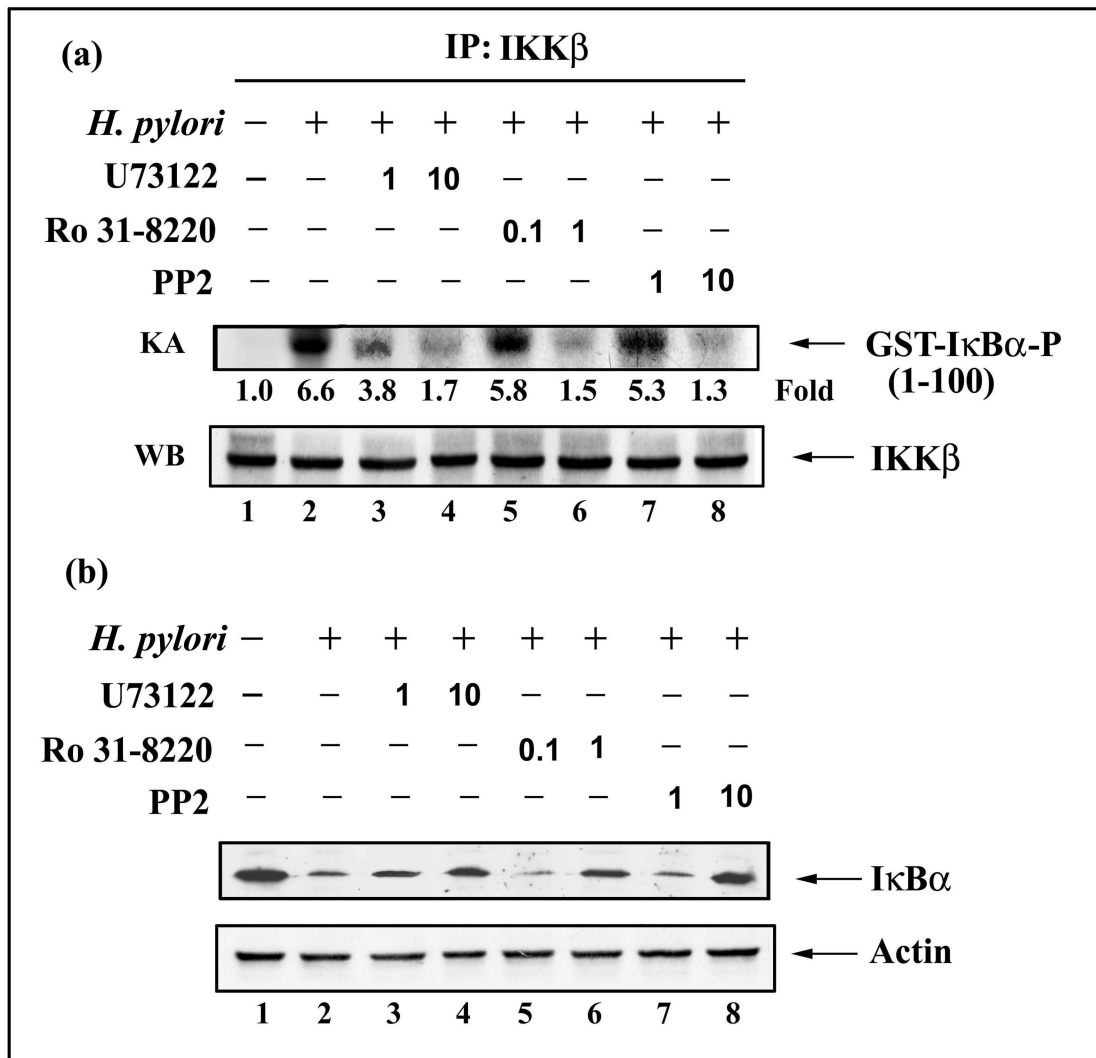 (a)
IP: IKKβ
H. pylori – + + + + + + +
U73122 – – 1 10 – – – –
Ro 31-8220 – – – – 0.1 1 – –
PP2 – – – – – – 1 10
KA GST-IκBα-P
(1-100)
1.0 6.6 3.8 1.7 5.8 1.5 5.3 1.3 Fold
WB IKKβ
1 2 3 4 5 6 7 8
(b)
H. pylori – + + + + + + +
U73122 – – 1 10 – – – –
Ro 31-8220 – – – – 0.1 1 – –
PP2 – – – – – – 1 10
IκBα
Actin
1 2 3 4 5 6 7 8